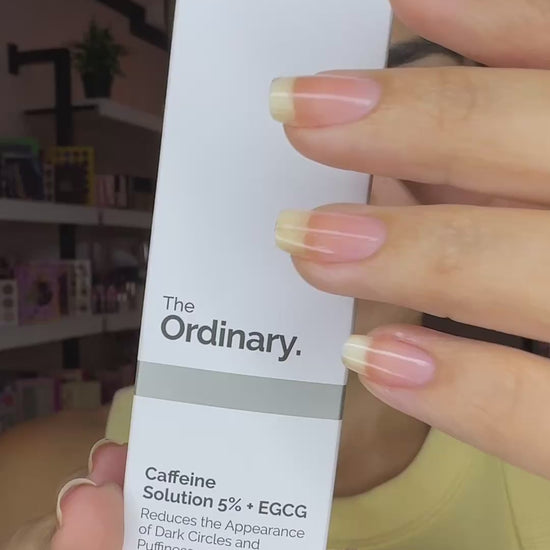 The
Ordinary.
Caffeine
Solution 5% + EGCG
Reduces the Appearance
of Dark Circles and